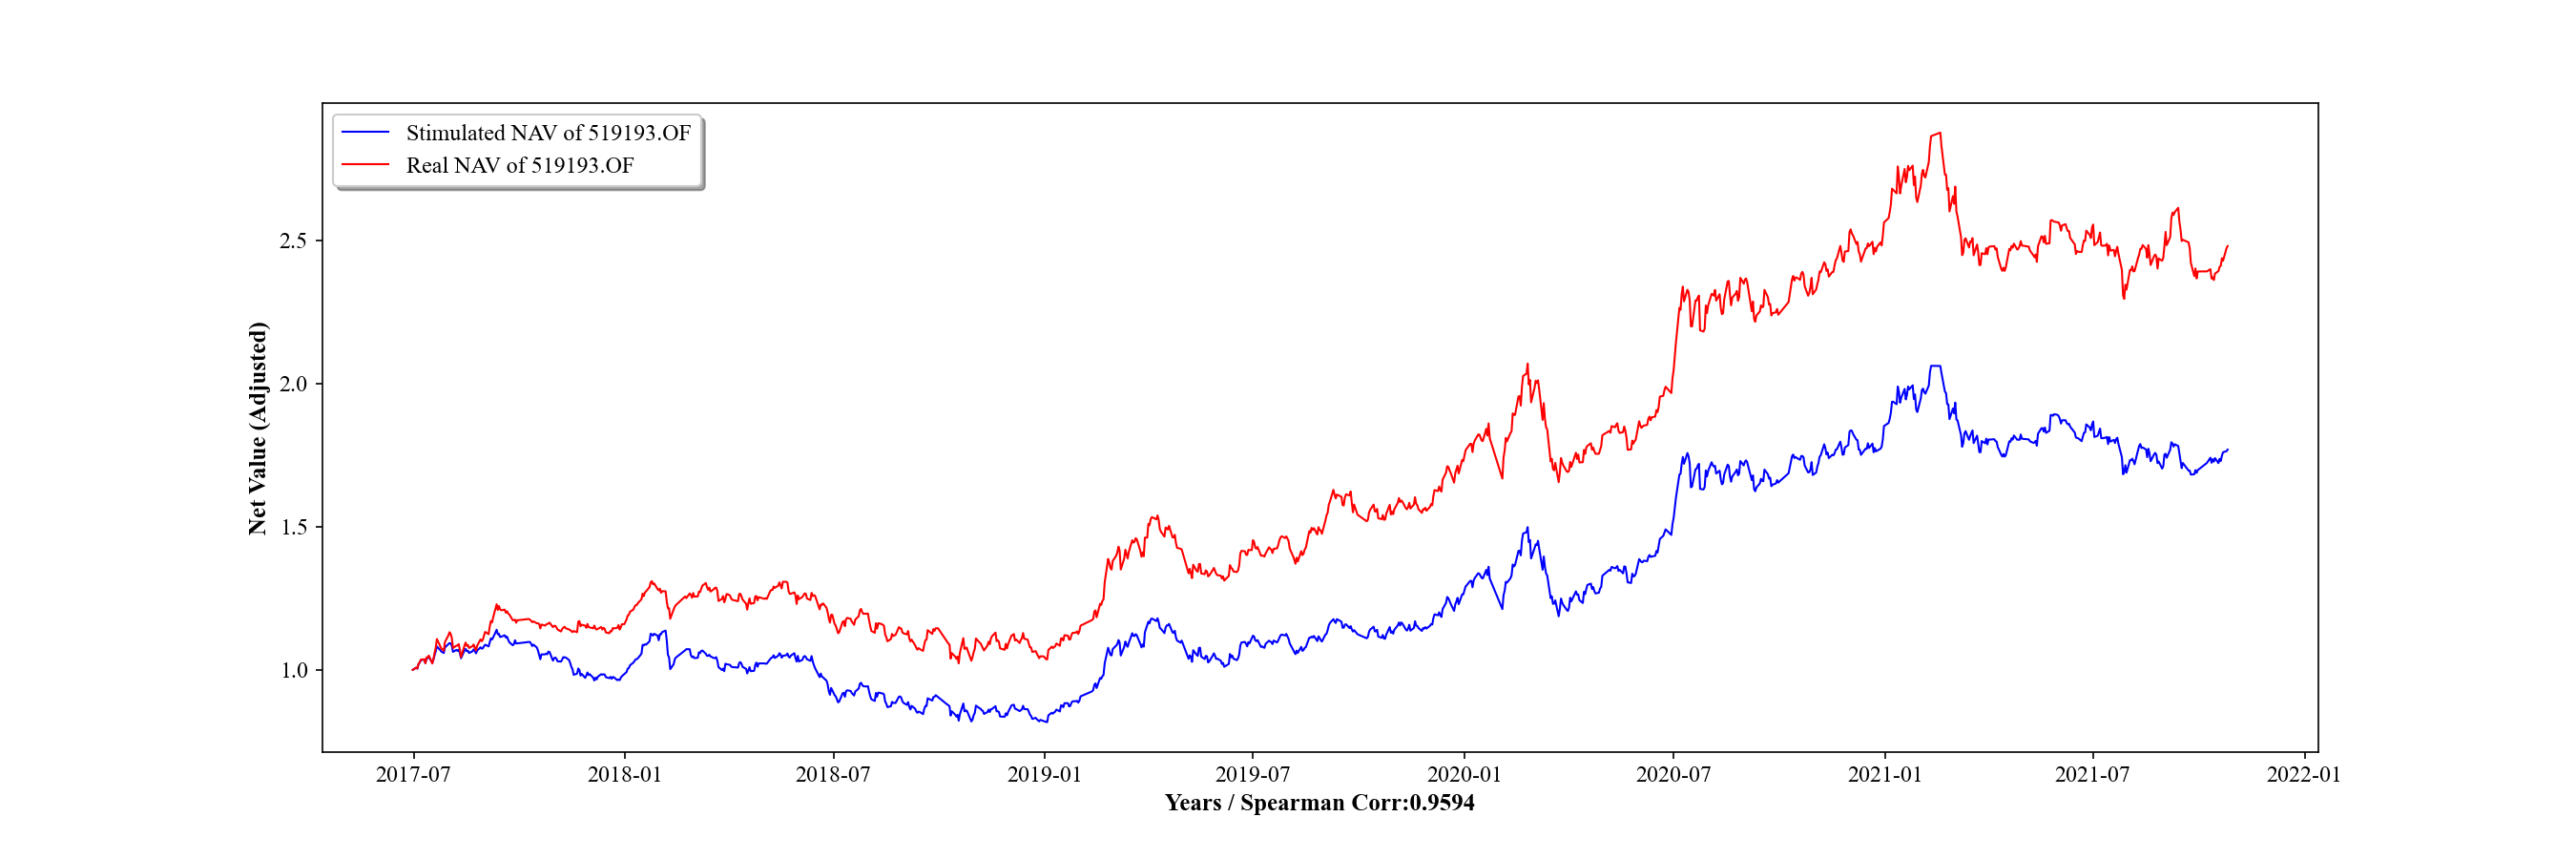 Stimulated NAV of 519193.OF
Real NAV of 519193.OF
Net Value (Adjusted)
2.5
2.0
1.5
1.0
2017-07 2018-01 2018-07 2019-01 2019-07 2020-01 2020-07 2021-01 2021-07 2022-01
Years / Spearman Corr:0.9594